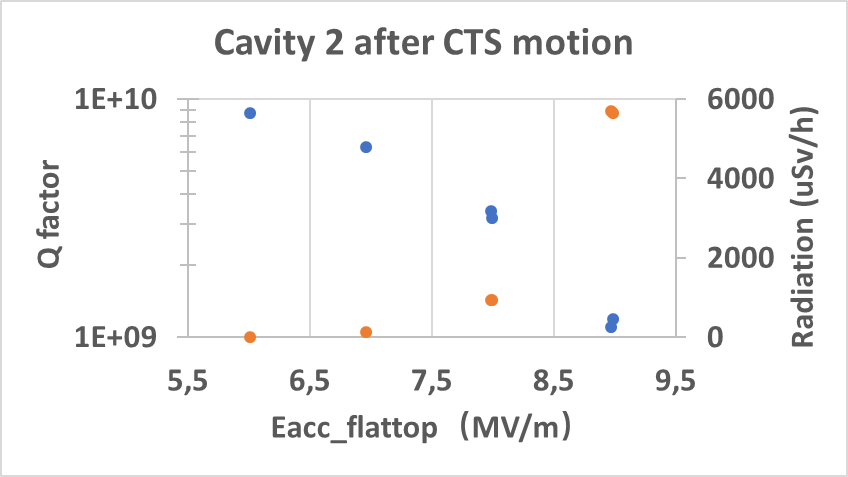 Cavity 2 after CTS motion
1E+10
1E+09
Q factor
6000
4000
2000
0
Radiation (uSv/h)
5,5 6,5 7,5 8,5 9,5
Eacc_flattop（MV/m）